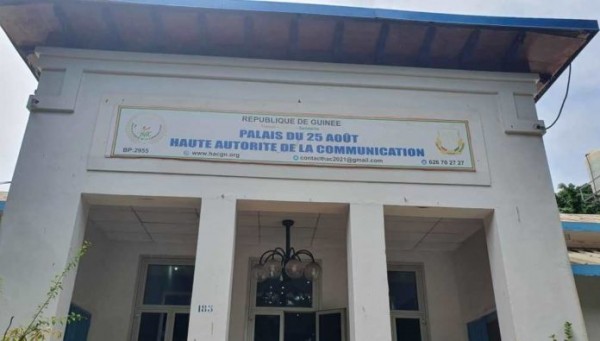 REPUBLIQUE DE GUINEE
PALAIS DU 25 AOÛT
HAUTE AUTORITE DE LA COMMUNICATION
BP.2955 www.hacgn.org contacthac2021@gmail.com 628 76 27 27
183